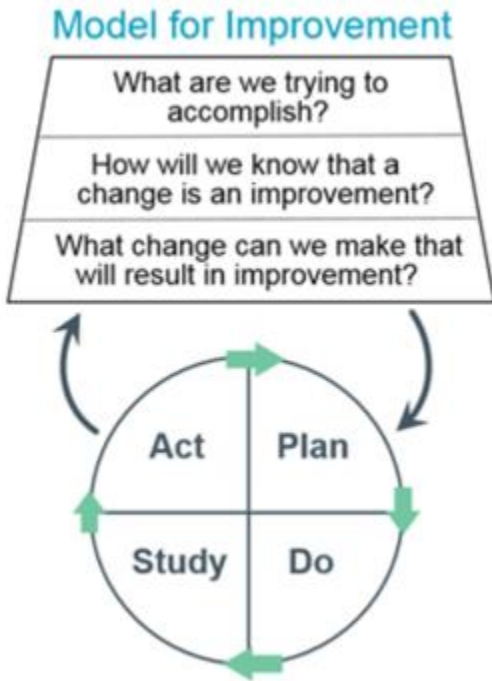 Model for Improvement
What are we trying to
accomplish?
How will we know that a
change is an improvement?
What change can we make that
will result in improvement?
Act
Plan
Study
Do